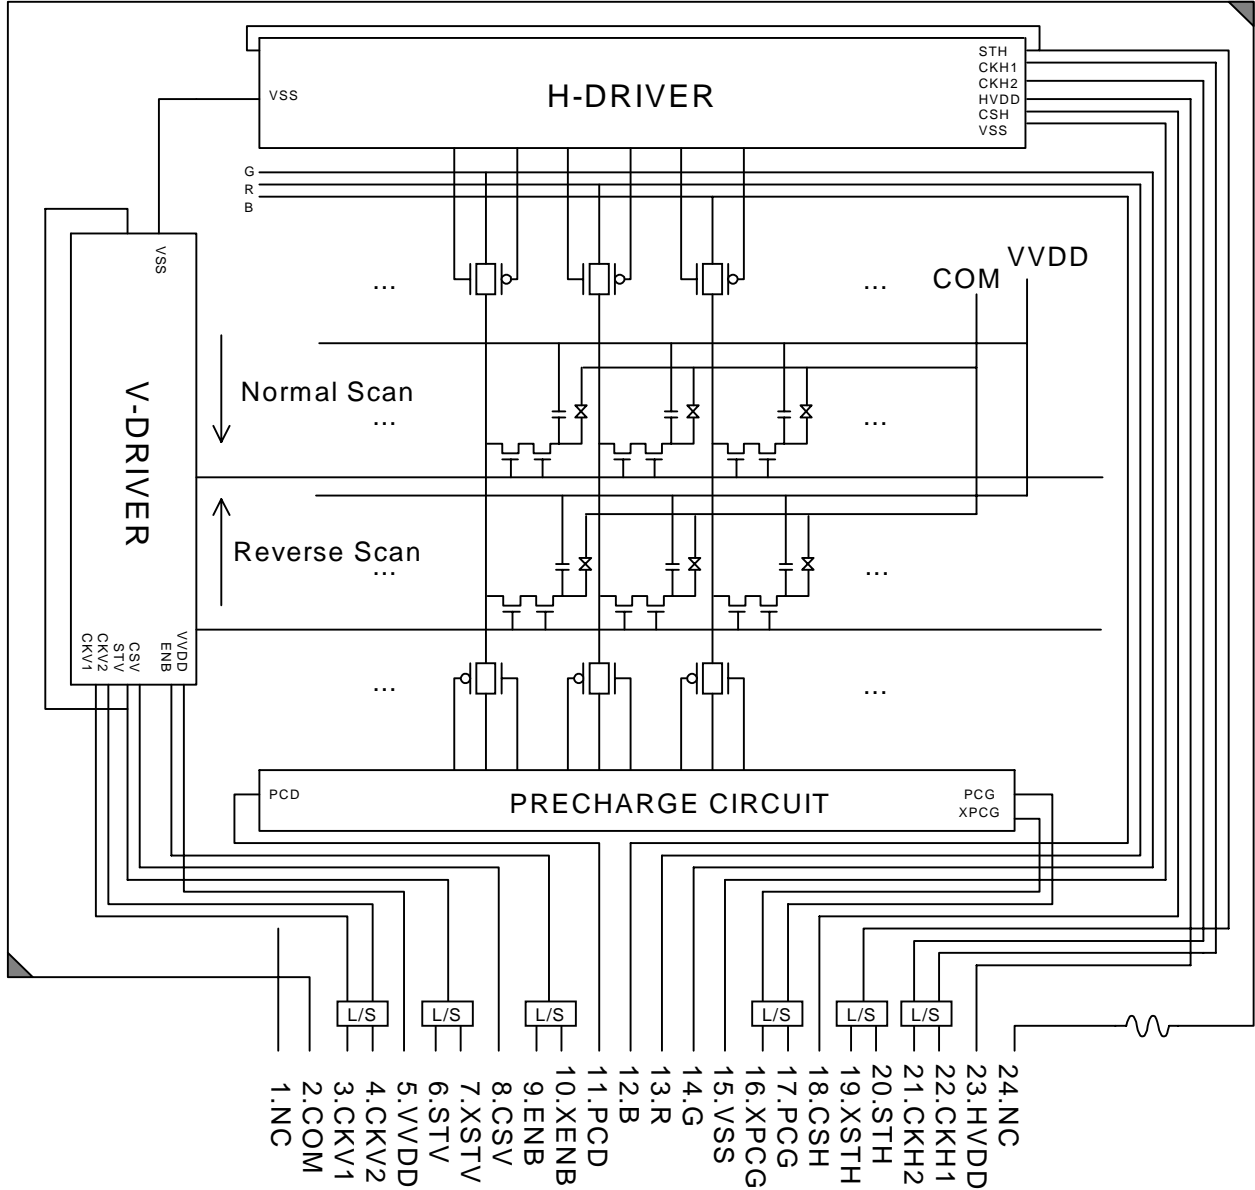 STH
CKH1
CKH2
HVDD
CSH
VSS
VSS
H-DRIVER
G
R
B
VSS
VVDD
COM
...
...
Normal Scan
...
...
V-DRIVER
Reverse Scan
...
...
CKV1
CKV2
STV
CSV
ENB
VVDD
...
...
PCD
PRECHARGE CIRCUIT
PCG
XPCG
L/S
L/S
L/S
L/S
L/S
L/S
1.NC
2.COM
3.CKV1
4.CKV2
5.VVDD
6.STV
7.XSTV
8.CSV
9.ENB
10.XENB
11.PCD
12.B
13.R
14.G
15.VSS
16.XPCG
17.PCG
18.CSH
19.XSTH
20.STH
21.CKH2
22.CKH1
23.HVDD
24.NC